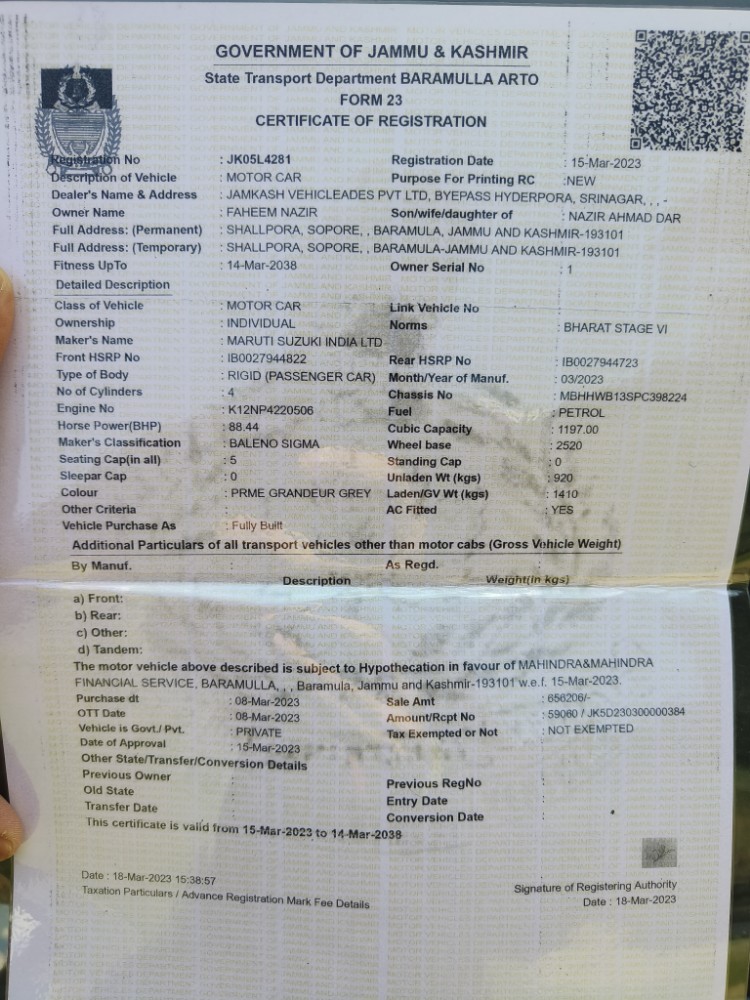 GOVERNMENT OF JAMMU & KASHMIR
State Transport Department BARAMULLA ARTO
FORM 23
CERTIFICATE OF REGISTRATION
Registration No : JK05L4281 Registration Date : 15-Mar-2023
Description of Vehicle : MOTOR CAR Purpose For Printing RC :NEW
Dealer's Name & Address : JAMKASH VEHICLEADES PVT LTD, BYEPASS HYDERPORA, SRINAGAR, , , -
Owner Name : FAHEEM NAZIR Son/wife/daughter of : NAZIR AHMAD DAR
Full Address: (Permanent) : SHALLPORA, SOPORE, , BARAMULA, JAMMU AND KASHMIR-193101
Full Address: (Temporary) : SHALLPORA, SOPORE, , BARAMULA-JAMMU AND KASHMIR-193101
Fitness UpTo : 14-Mar-2038 Owner Serial No : 1
Detailed Description
Class of Vehicle : MOTOR CAR Link Vehicle No :
Ownership : INDIVIDUAL Norms : BHARAT STAGE VI
Maker's Name : MARUTI SUZUKI INDIA LTD
Front HSRP No : IB0027944822 Rear HSRP No : IB0027944723
Type of Body : RIGID (PASSENGER CAR) Month/Year of Manuf. : 03/2023
No of Cylinders : 4 Chassis No : MBHHWB13SPC398224
Engine No : K12NP4220506 Fuel : PETROL
Horse Power(BHP) : 88.44 Cubic Capacity : 1197.00
Maker's Classification : BALENO SIGMA Wheel base : 2520
Seating Cap(in all) : 5 Standing Cap : 0
Sleepar Cap : 0 Unladen Wt (kgs) : 920
Colour : PRME GRANDEUR GREY Laden/GV Wt (kgs) : 1410
Other Criteria : AC Fitted : YES
Vehicle Purchase As : Fully Built
Additional Particulars of all transport vehicles other than motor cabs (Gross Vehicle Weight)
By Manuf. : As Regd. :
Description Weight(in kgs)
a) Front:
b) Rear:
c) Other:
d) Tandem:
The motor vehicle above described is subject to Hypothecation in favour of MAHINDRA&MAHINDRA
FINANCIAL SERVICE, BARAMULLA, , , Baramula, Jammu and Kashmir-193101 w.e.f. 15-Mar-2023.
Purchase dt : 08-Mar-2023 Sale Amt : 656206/-
OTT Date : 08-Mar-2023 Amount/Rcpt No : 59060 / JK5D230300000384
Vehicle is Govt./ Pvt. : PRIVATE Tax Exempted or Not : NOT EXEMPTED
Date of Approval : 15-Mar-2023
Other State/Transfer/Conversion Details
Previous Owner : Previous RegNo :
Old State : Entry Date :
Transfer Date : Conversion Date :
This certificate is valid from 15-Mar-2023 to 14-Mar-2038
Date : 18-Mar-2023 15:38:57
Taxation Particulars / Advance Registration Mark Fee Details
Signature of Registering Authority
Date : 18-Mar-2023